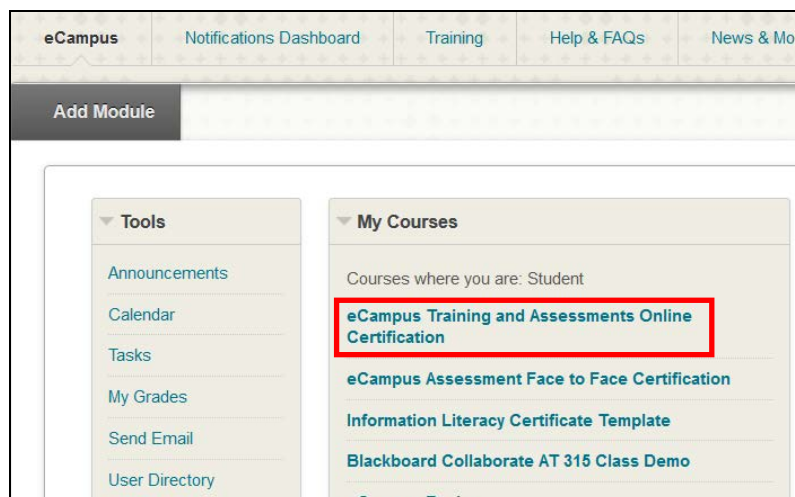 eCampus
Notifications Dashboard
Training
Help & FAQs
News & Mo
Add Module
Tools
Announcements
Calendar
Tasks
My Grades
Send Email
User Directory
My Courses
Courses where you are: Student
eCampus Training and Assessments Online
Certification
eCampus Assessment Face to Face Certification
Information Literacy Certificate Template
Blackboard Collaborate AT 315 Class Demo